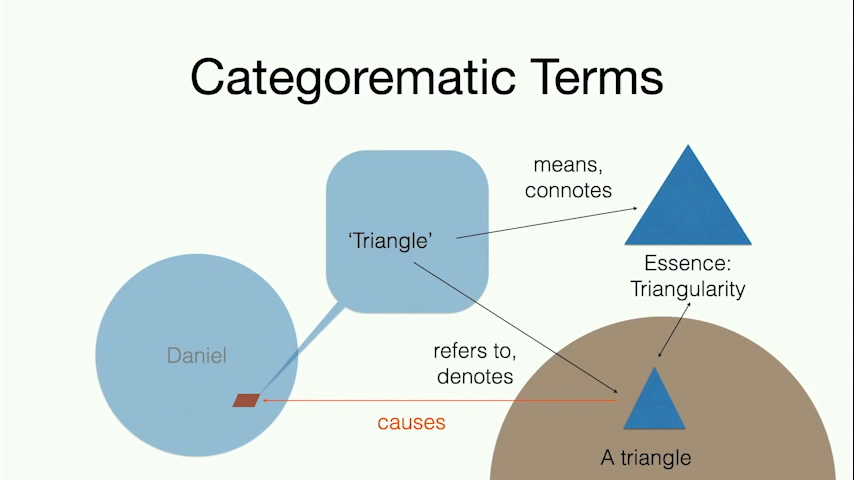 Categorematic Terms
means,
connotes
‘Triangle’
Essence:
Triangularity
Daniel
refers to,
denotes
causes
A triangle